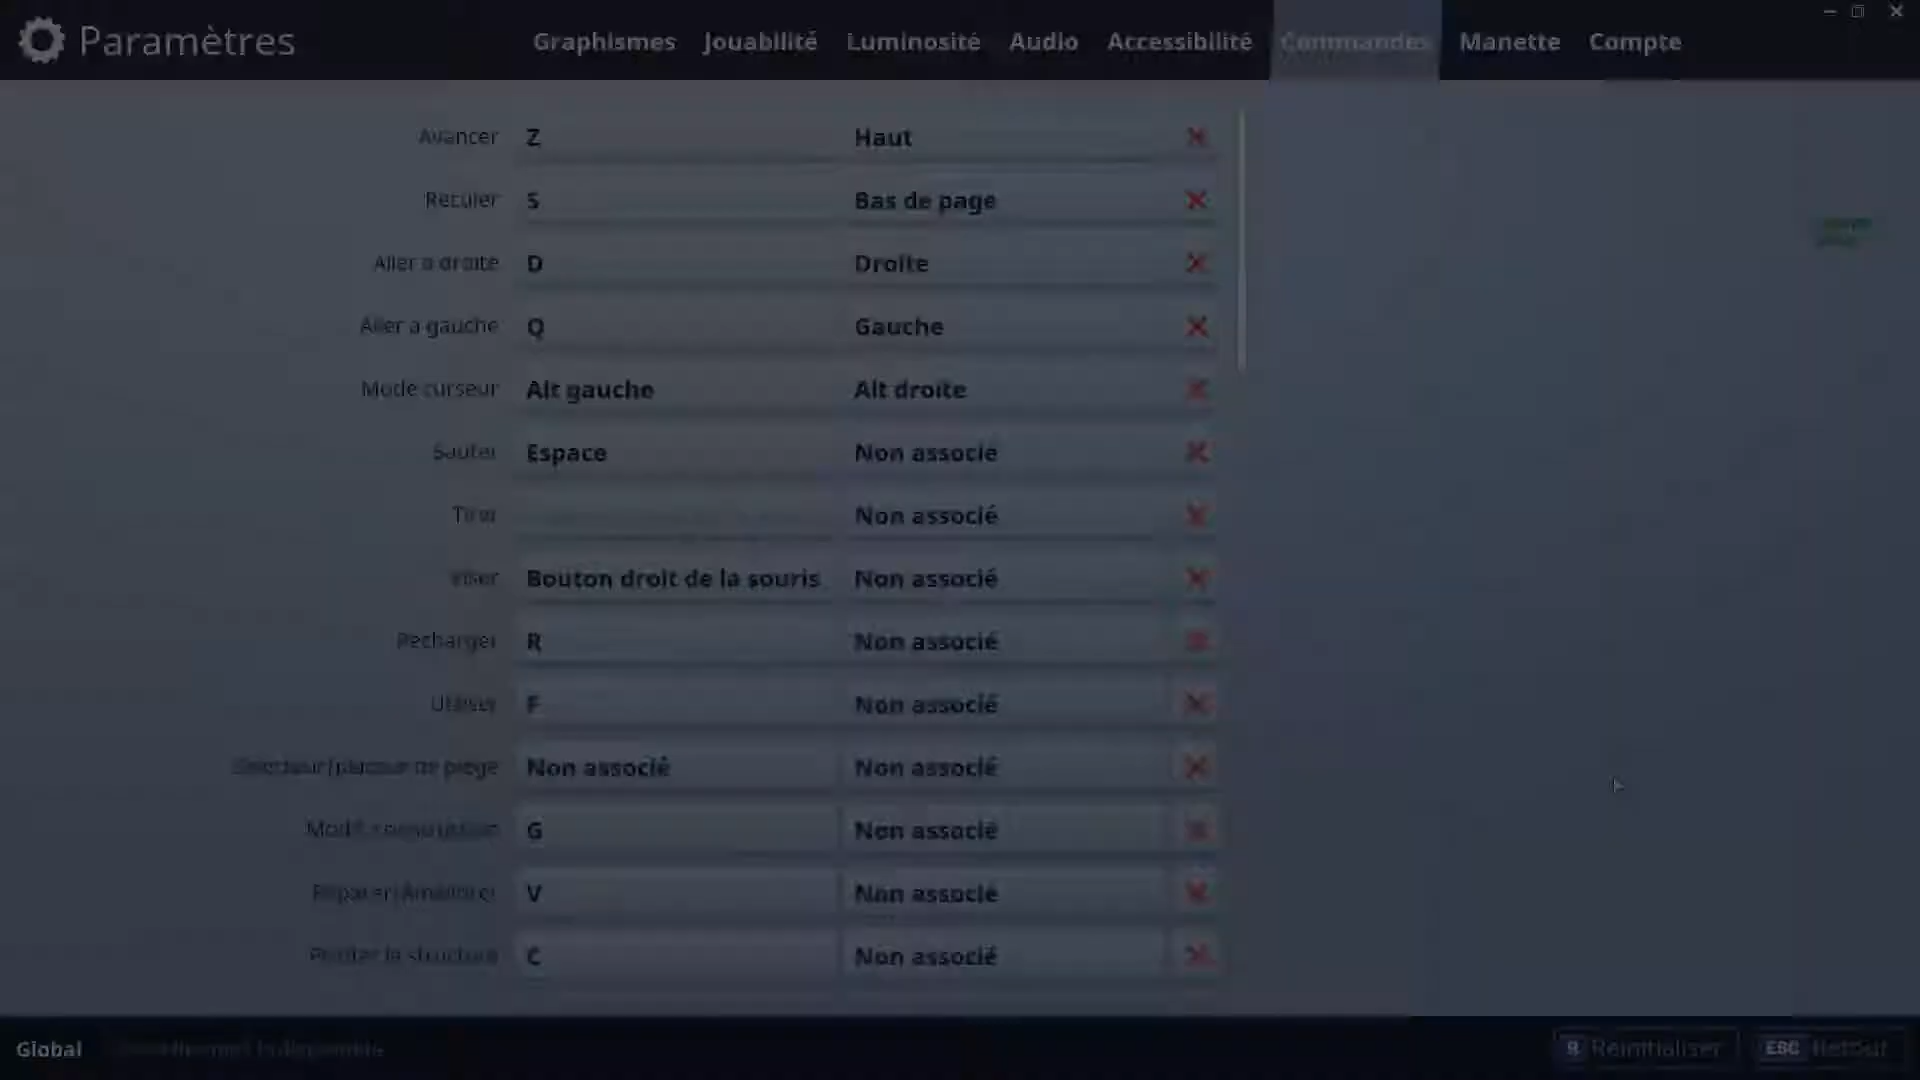 Paramètres Graphismes Jouabilité Luminosité Audio Accessibilité Commandes Manette Compte
Avancer Z Haut
Reculer S Bas de page
Aller à droite D Droite
Aller à gauche Q Gauche
Mode curseur Alt gauche Alt droite
Sauter Espace Non associé
Tirer Non associé
Viser Bouton droit de la souris Non associé
Recharger R Non associé
Utiliser F Non associé
Non associé Non associé
G Non associé
V Non associé
C Non associé
Global R Réinitialiser ESC Retour